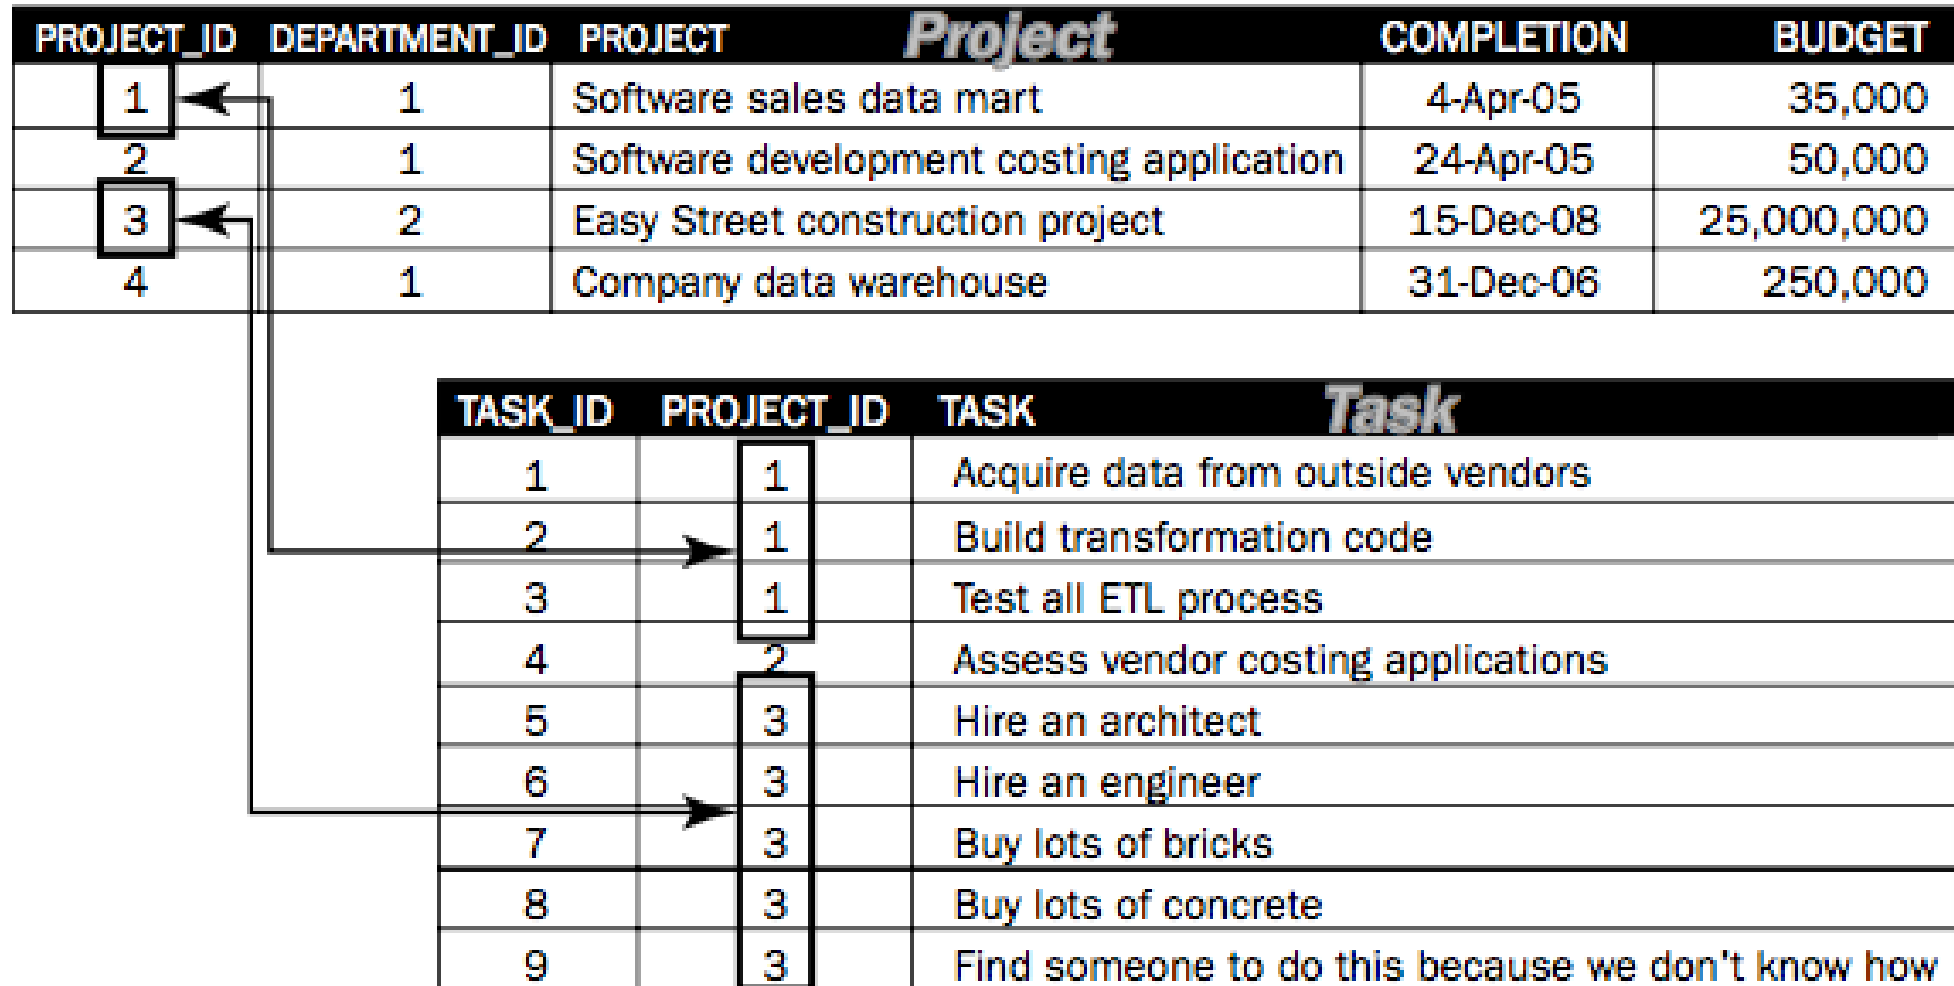 PROJECT_ID DEPARTMENT_ID PROJECT Project COMPLETION BUDGET
1 1 Software sales data mart 4-Apr-05 35,000
2 1 Software development costing application 24-Apr-05 50,000
3 2 Easy Street construction project 15-Dec-08 25,000,000
4 1 Company data warehouse 31-Dec-06 250,000
TASK_ID PROJECT_ID TASK Task
1 1 Acquire data from outside vendors
2 1 Build transformation code
3 1 Test all ETL process
4 2 Assess vendor costing applications
5 3 Hire an architect
6 3 Hire an engineer
7 3 Buy lots of bricks
8 3 Buy lots of concrete
9 3 Find someone to do this because we don't know how